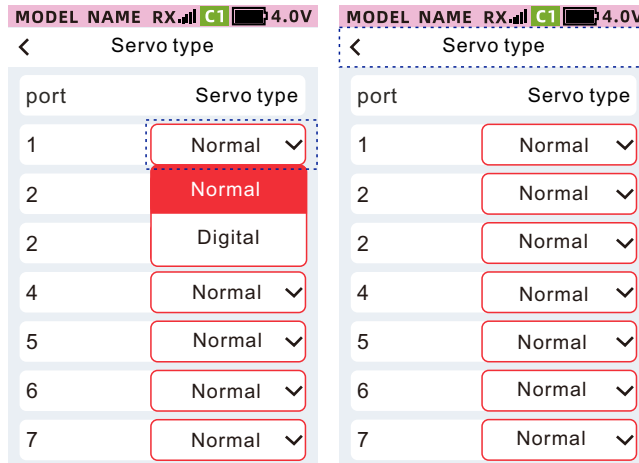 MODEL NAME RX C1 4.0V
Servo type
port Servo type
1 Normal
2 Normal
2 Digital
4 Normal
5 Normal
6 Normal
7 Normal
MODEL NAME RX C1 4.0V
Servo type
port Servo type
1 Normal
2 Normal
2 Normal
4 Normal
5 Normal
6 Normal
7 Normal